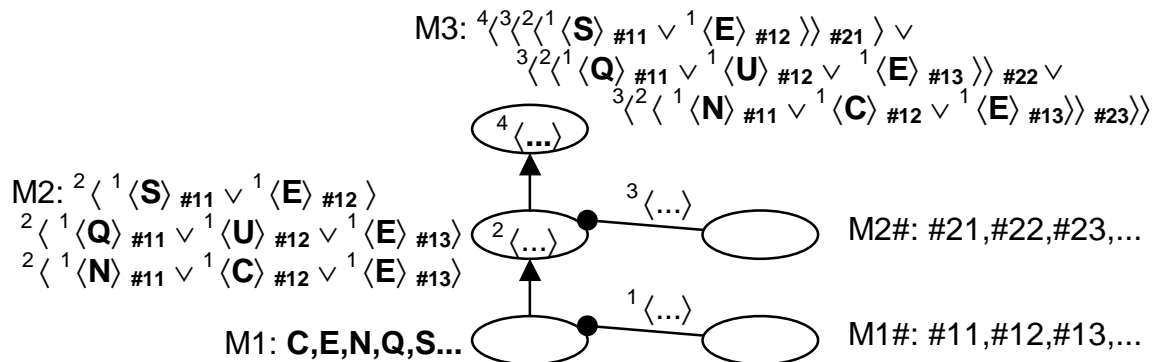 M3: ⁴⟨³⟨²⟨¹⟨S⟩ #11 ∨ ¹⟨E⟩ #12 ⟩⟩ #21 ⟩ ∨
³⟨²⟨¹⟨Q⟩ #11 ∨ ¹⟨U⟩ #12 ∨ ¹⟨E⟩ #13 ⟩⟩ #22 ∨
³⟨²⟨ ¹⟨N⟩ #11 ∨ ¹⟨C⟩ #12 ∨ ¹⟨E⟩ #13⟩⟩ #23⟩⟩
⁴⟨...⟩
M2: ²⟨ ¹⟨S⟩ #11 ∨ ¹⟨E⟩ #12 ⟩
²⟨ ¹⟨Q⟩ #11 ∨ ¹⟨U⟩ #12 ∨ ¹⟨E⟩ #13⟩
²⟨ ¹⟨N⟩ #11 ∨ ¹⟨C⟩ #12 ∨ ¹⟨E⟩ #13⟩
²⟨...⟩
³⟨...⟩
M2#: #21,#22,#23,...
M1: C,E,N,Q,S...
¹⟨...⟩
M1#: #11,#12,#13,...